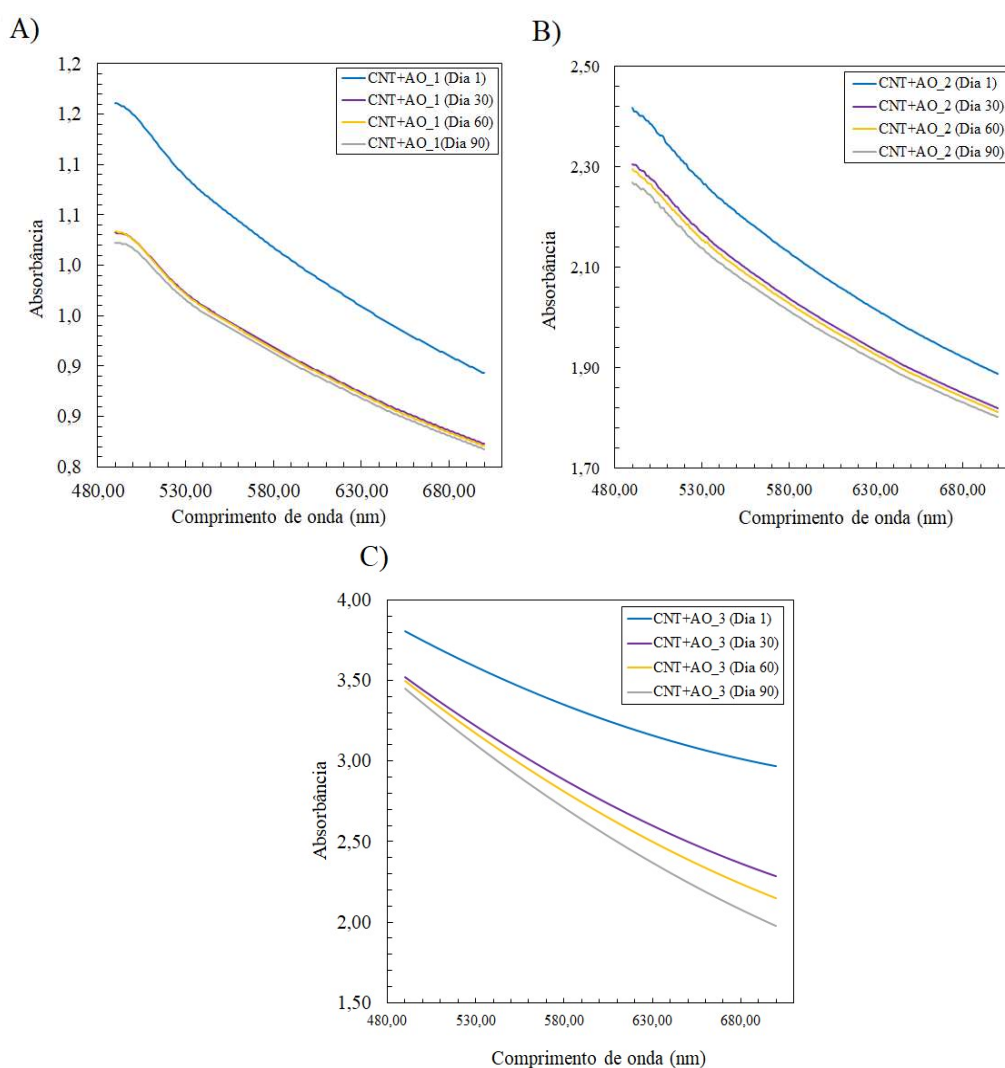 A)
1,2
1,2
1,1
1,1
1,0
1,0
0,9
0,9
0,8
Absorbância
CNT+AO_1 (Dia 1)
CNT+AO_1 (Dia 30)
CNT+AO_1 (Dia 60)
CNT+AO_1(Dia 90)
480,00 530,00 580,00 630,00 680,00
Comprimento de onda (nm)
B)
2,50
2,30
2,10
1,90
1,70
Absorbância
CNT+AO_2 (Dia 1)
CNT+AO_2 (Dia 30)
CNT+AO_2 (Dia 60)
CNT+AO_2 (Dia 90)
480,00 530,00 580,00 630,00 680,00
Comprimento de onda (nm)
C)
4,00
3,50
3,00
2,50
2,00
1,50
Absorbância
CNT+AO_3 (Dia 1)
CNT+AO_3 (Dia 30)
CNT+AO_3 (Dia 60)
CNT+AO_3 (Dia 90)
480,00 530,00 580,00 630,00 680,00
Comprimento de onda (nm)